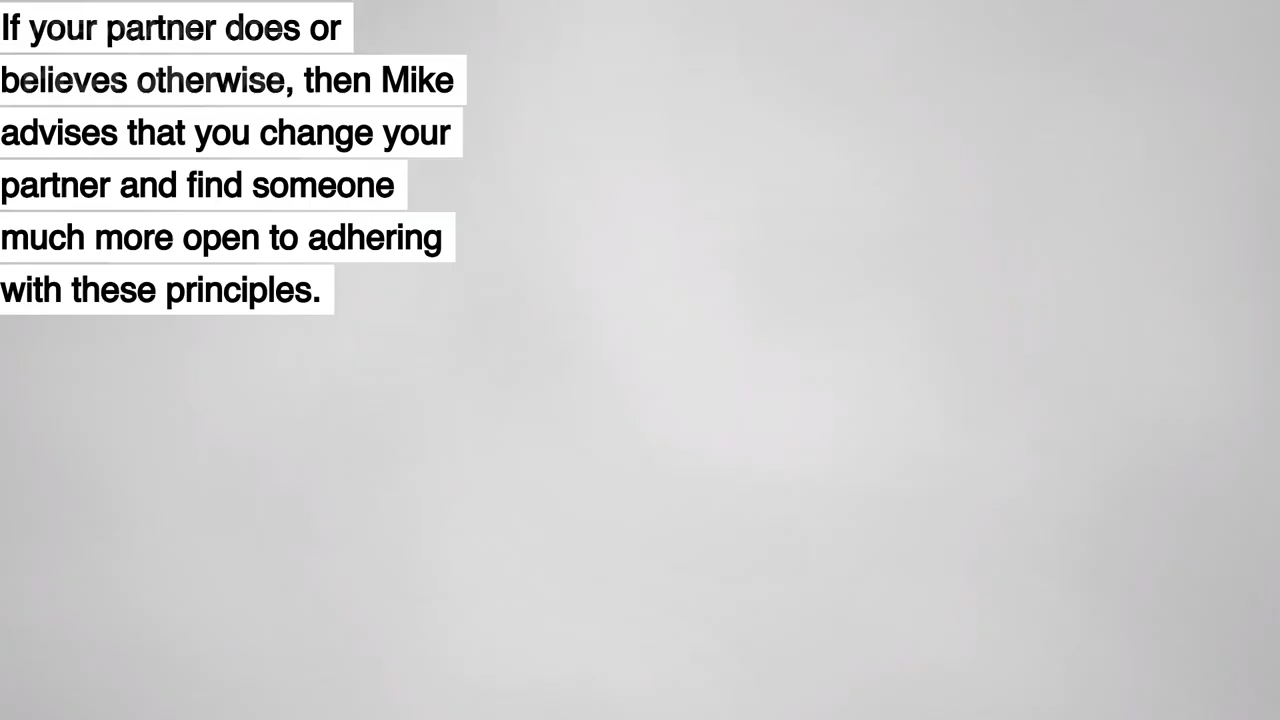 If your partner does or
believes otherwise, then Mike
advises that you change your
partner and find someone
much more open to adhering
with these principles.